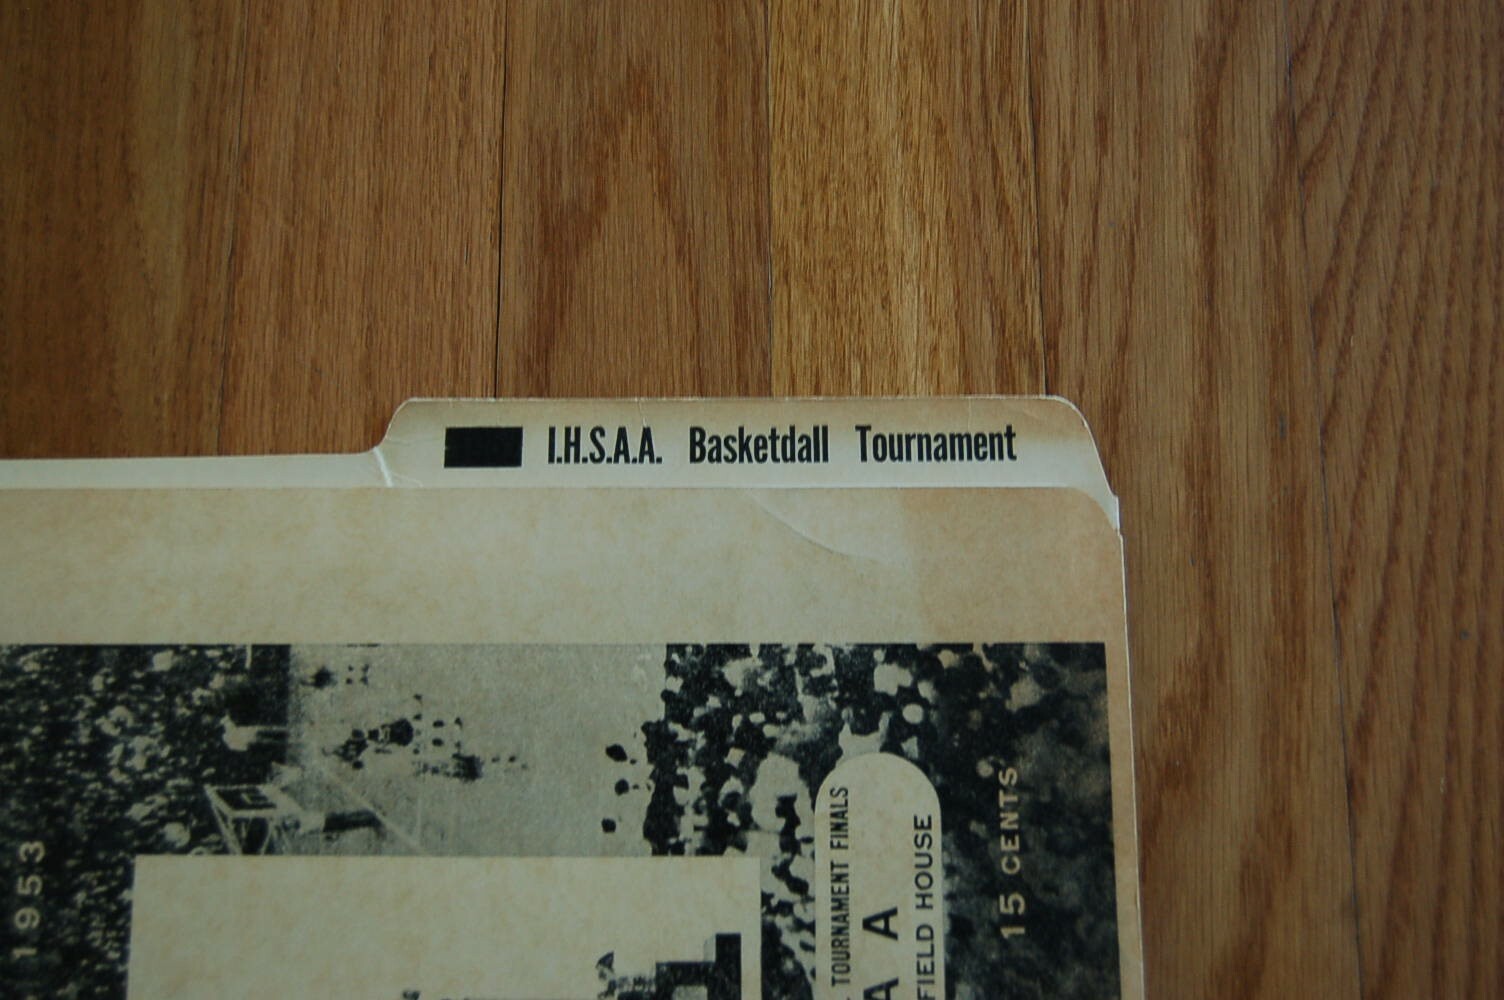 I.H.S.A.A. Basketdall Tournament
1953
TOURNAMENT FINALS
A A
FIELD HOUSE
15 CENTS